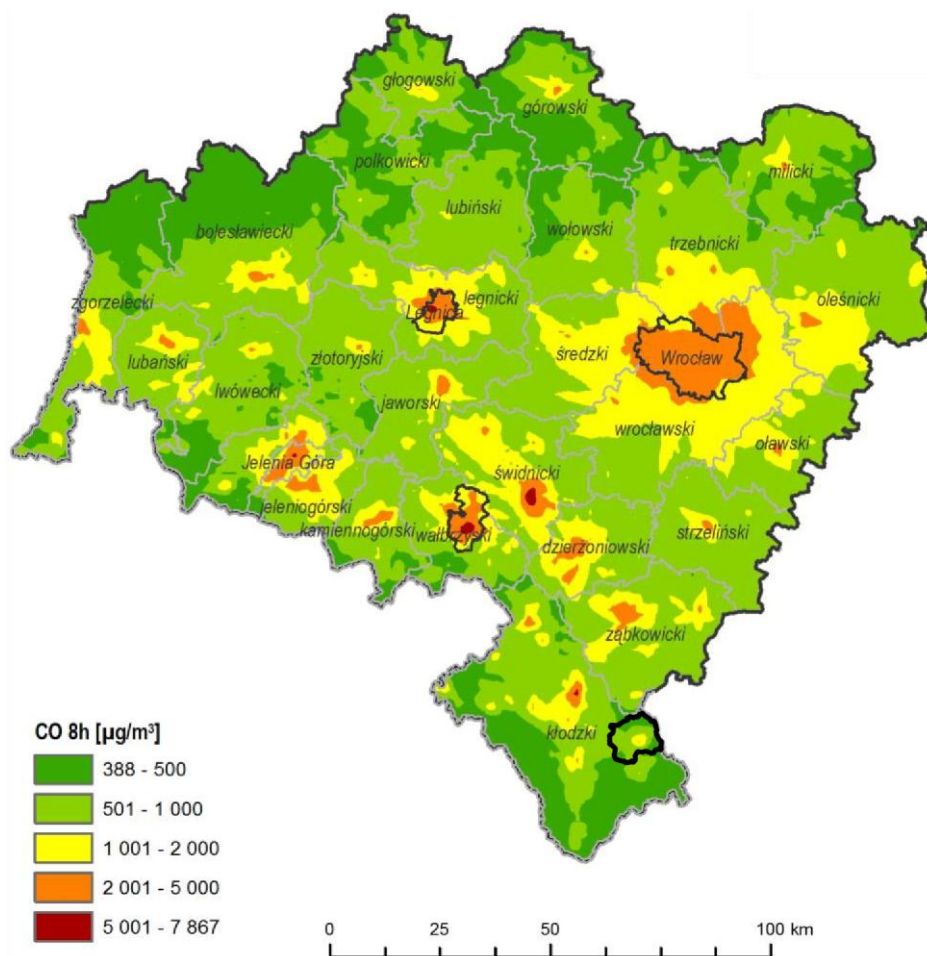 głogowski
górowski
polkowicki
milicki
lubiński
bolesławiecki
wołowski
trzebnicki
zgorzelecki
legnicki
oleśnicki
Legnica
lubański
złotoryjski
średzki
Wrocław
lwówecki
jaworski
wrocławski
oławski
Jelenia Góra
świdnicki
jeleniogórski
kamiennogórski
wałbrzyski
dzierżoniowski
strzeliński
ząbkowicki
kłodzki
CO 8h [µg/m³]
388 - 500
501 - 1 000
1 001 - 2 000
2 001 - 5 000
5 001 - 7 867
0 25 50 100 km